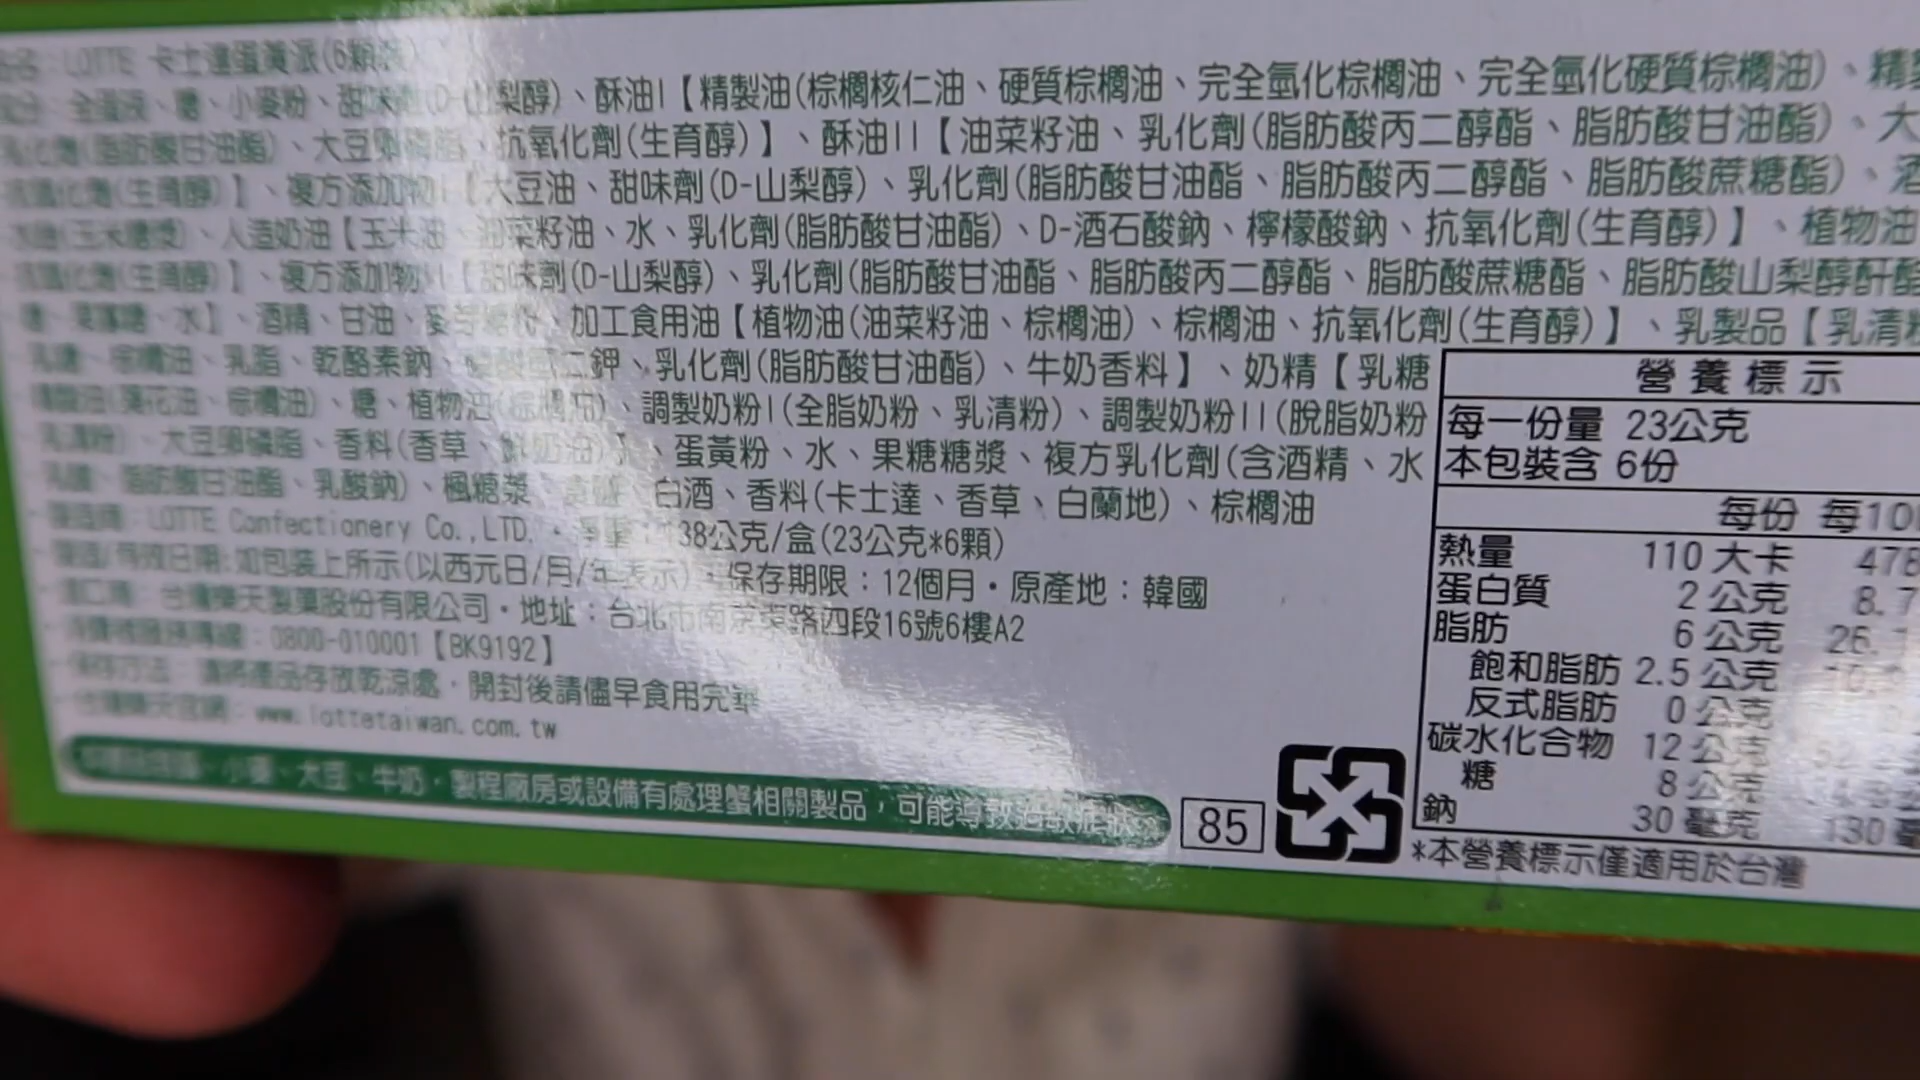 品名：LOTTE 卡士達蛋黃派(6顆裝)
成分：全蛋液、糖、小麥粉、甜味劑(D-山梨醇)、酥油I【精製油(棕櫚核仁油、硬質棕櫚油、完全氫化棕櫚油、完全氫化硬質棕櫚油)、精製
乳化劑(脂肪酸甘油酯)、大豆卵磷脂、抗氧化劑(生育醇)】、酥油II【油菜籽油、乳化劑(脂肪酸丙二醇酯、脂肪酸甘油酯)、大
抗氧化劑(生育醇)】、複方添加物I【大豆油、甜味劑(D-山梨醇)、乳化劑(脂肪酸甘油酯、脂肪酸丙二醇酯、脂肪酸蔗糖酯)、酒
(玉米糖漿)、人造奶油【玉米油、油菜籽油、水、乳化劑(脂肪酸甘油酯)、D-酒石酸鈉、檸檬酸鈉、抗氧化劑(生育醇)】、植物油
抗氧化劑(生育醇)】、複方添加物II【甜味劑(D-山梨醇)、乳化劑(脂肪酸甘油酯、脂肪酸丙二醇酯、脂肪酸蔗糖酯、脂肪酸山梨醇酐酯
糖、果寡糖、水】、酒精、甘油、麥芽糊精、加工食用油【植物油(油菜籽油、棕櫚油)、棕櫚油、抗氧化劑(生育醇)】、乳製品【乳清粉
乳糖、棕櫚油、乳脂、乾酪素鈉、磷酸氫二鉀、乳化劑(脂肪酸甘油酯)、牛奶香料】、奶精【乳糖
精製油(葵花油、棕櫚油)、糖、植物油(棕櫚油)、調製奶粉I(全脂奶粉、乳清粉)、調製奶粉II(脫脂奶粉
乳清粉)、大豆卵磷脂、香料(香草、鮮奶油)】、蛋黃粉、水、果糖糖漿、複方乳化劑(含酒精、水
乳糖、脂肪酸甘油酯、乳酸鈉)、楓糖漿、食鹽、白酒、香料(卡士達、香草、白蘭地)、棕櫚油
製造商：LOTTE Confectionery Co.,LTD.・淨重：138公克/盒(23公克*6顆)
製造/有效日期:如包裝上所示(以西元日/月/年表示)・保存期限：12個月・原產地：韓國
進口商：台灣樂天製菓股份有限公司・地址：台北市南京東路四段16號6樓A2
消費者服務專線：0800-010001【BK9192】
保存方法：請將產品存放乾涼處，開封後請儘早食用完畢
台灣樂天官網：www.lottetaiwan.com.tw
小麥、大豆、牛奶，製程廠房或設備有處理蟹相關製品，可能導致過敏症狀
85
營養標示
每一份量 23公克
本包裝含 6份
每份 每10
熱量 110 大卡 478
蛋白質 2 公克 8.7
脂肪 6 公克 26.1
飽和脂肪 2.5 公克
反式脂肪 0 公克
碳水化合物 12 公克
糖 8 公克
鈉 30 毫克 130 毫
*本營養標示僅適用於台灣